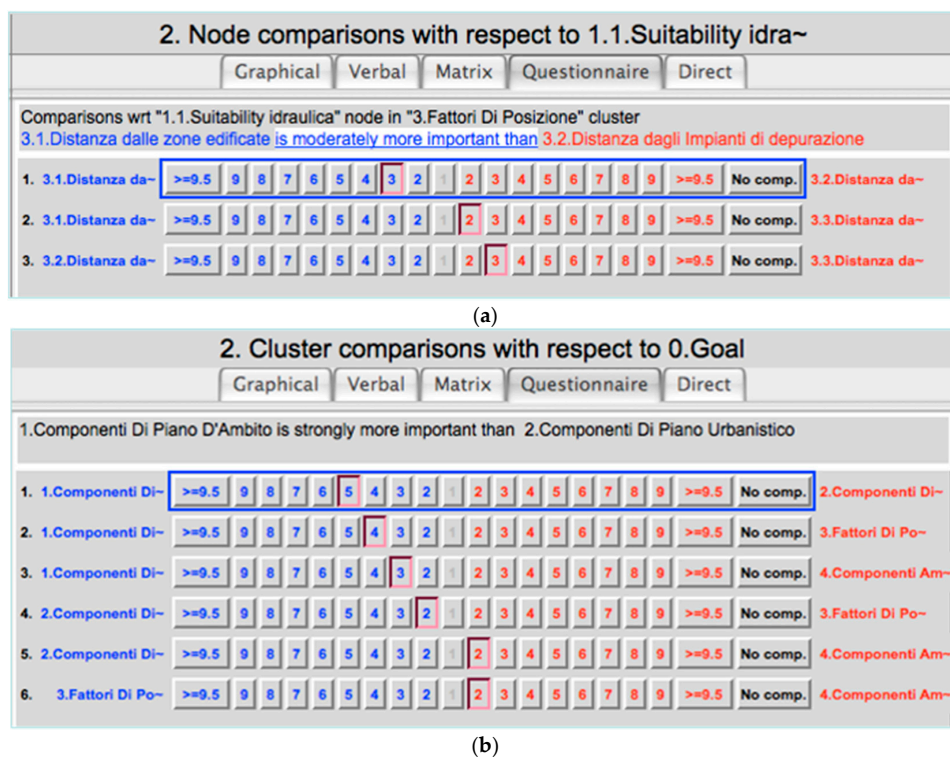 2. Node comparisons with respect to 1.1.Suitability idra~
Graphical Verbal Matrix Questionnaire Direct
Comparisons wrt "1.1.Suitability idraulica" node in "3.Fattori Di Posizione" cluster
3.1.Distanza dalle zone edificate is moderately more important than 3.2.Distanza dagli Impianti di depurazione
1. 3.1.Distanza da~ >=9.5 9 8 7 6 5 4 3 2 1 2 3 4 5 6 7 8 9 >=9.5 No comp. 3.2.Distanza da~
2. 3.1.Distanza da~ >=9.5 9 8 7 6 5 4 3 2 1 2 3 4 5 6 7 8 9 >=9.5 No comp. 3.3.Distanza da~
3. 3.2.Distanza da~ >=9.5 9 8 7 6 5 4 3 2 1 2 3 4 5 6 7 8 9 >=9.5 No comp. 3.3.Distanza da~
(a)
2. Cluster comparisons with respect to 0.Goal
Graphical Verbal Matrix Questionnaire Direct
1.Componenti Di Piano D'Ambito is strongly more important than 2.Componenti Di Piano Urbanistico
1. 1.Componenti Di~ >=9.5 9 8 7 6 5 4 3 2 1 2 3 4 5 6 7 8 9 >=9.5 No comp. 2.Componenti Di~
2. 1.Componenti Di~ >=9.5 9 8 7 6 5 4 3 2 1 2 3 4 5 6 7 8 9 >=9.5 No comp. 3.Fattori Di Po~
3. 1.Componenti Di~ >=9.5 9 8 7 6 5 4 3 2 1 2 3 4 5 6 7 8 9 >=9.5 No comp. 4.Componenti Am~
4. 2.Componenti Di~ >=9.5 9 8 7 6 5 4 3 2 1 2 3 4 5 6 7 8 9 >=9.5 No comp. 3.Fattori Di Po~
5. 2.Componenti Di~ >=9.5 9 8 7 6 5 4 3 2 1 2 3 4 5 6 7 8 9 >=9.5 No comp. 4.Componenti Am~
6. 3.Fattori Di Po~ >=9.5 9 8 7 6 5 4 3 2 1 2 3 4 5 6 7 8 9 >=9.5 No comp. 4.Componenti Am~
(b)